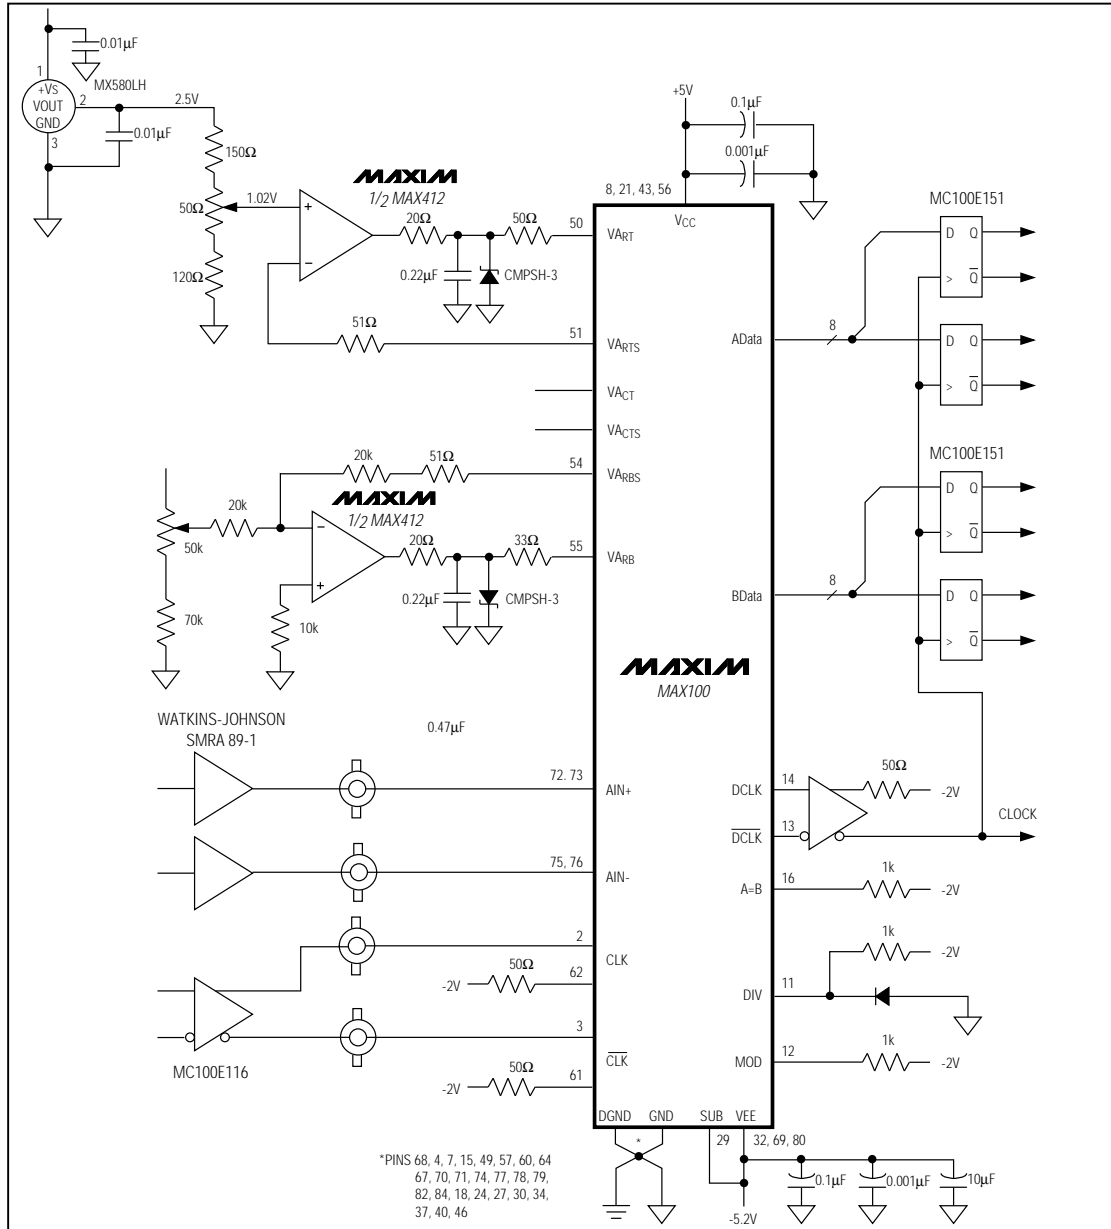 0.01µF
1
+VS
VOUT
GND
3
2
MX580LH
2.5V
0.01µF
150Ω
50Ω
1.02V
120Ω
+
−
MAXIM
1/2 MAX412
20Ω
50Ω
50
0.22µF
CMPSH-3
51Ω
51
+5V
0.1µF
0.001µF
8, 21, 43, 56
VCC
VART
VARTS
VACT
VACTS
VARBS
VARB
54
20k
51Ω
MAXIM
1/2 MAX412
20k
50k
70k
−
+
10k
20Ω
33Ω
55
0.22µF
CMPSH-3
MC100E151
D Q
> Q
AData
8
D Q
> Q
MC100E151
D Q
> Q
BData
8
D Q
> Q
MAXIM
MAX100
WATKINS-JOHNSON
SMRA 89-1
0.47µF
72. 73
AIN+
75, 76
AIN-
2
CLK
62
50Ω
-2V
3
CLK
61
50Ω
-2V
MC100E116
DCLK
14
50Ω
-2V
DCLK
13
CLOCK
A=B
16
1k
-2V
1k
-2V
DIV
11
MOD
12
1k
-2V
DGND
GND
SUB
VEE
*
29
32, 69, 80
0.1µF
0.001µF
10µF
-5.2V
*PINS 68, 4, 7, 15, 49, 57, 60, 64
67, 70, 71, 74, 77, 78, 79,
82, 84, 18, 24, 27, 30, 34,
37, 40, 46